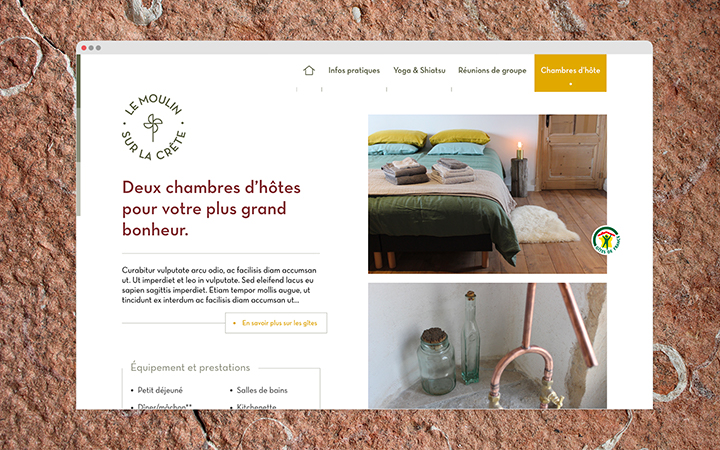 Infos pratiques
Yoga & Shiatsu
Réunions de groupe
Chambres d'hôte
LE MOULIN
SUR LA CRÊTE
Deux chambres d'hôtes
pour votre plus grand
bonheur.
Curabitur vulputate arcu odio, ac facilisis diam accumsan
ut. Ut imperdiet et leo in vulputate. Sed eleifend lacus eu
sapien sagittis imperdiet. Etiam tempor mollis augue, ut
tincidunt ex interdum ac facilisis diam accumsan ut...
• En savoir plus sur les gîtes
GÎTES DE FRANCE
Équipement et prestations
• Petit déjeuné
• Salles de bains
• Dîner/mâchon**
• Kitchenette